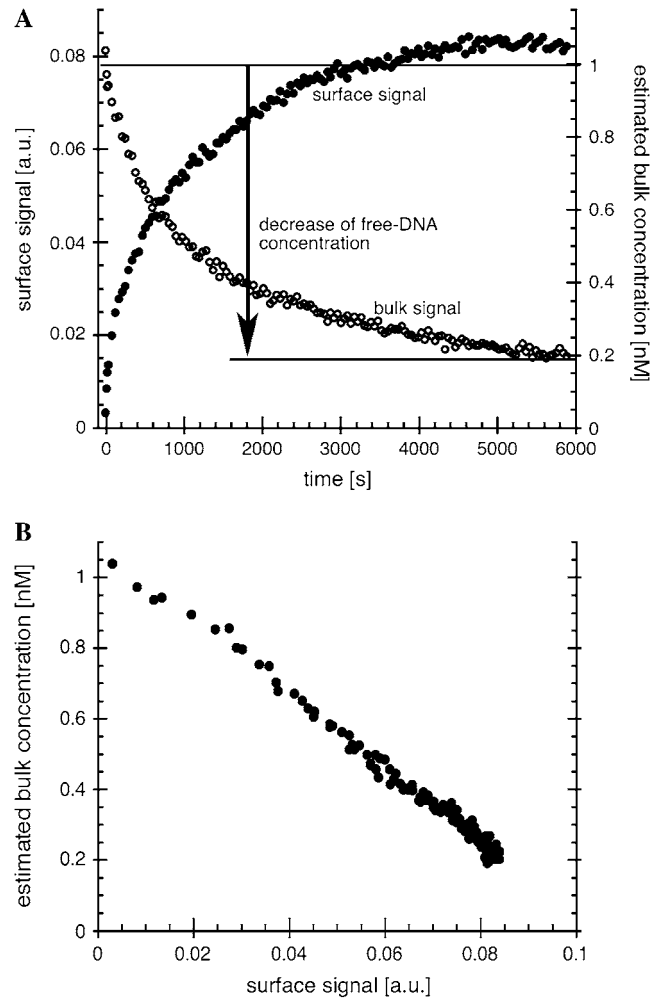 A
0.08
0.06
0.04
0.02
0
surface signal [a.u.]
1
0.8
0.6
0.4
0.2
0
estimated bulk concentration [nM]
surface signal
decrease of free-DNA
concentration
bulk signal
0 1000 2000 3000 4000 5000 6000
time [s]
B
1
0.8
0.6
0.4
0.2
0
estimated bulk concentration [nM]
0 0.02 0.04 0.06 0.08 0.1
surface signal [a.u.]